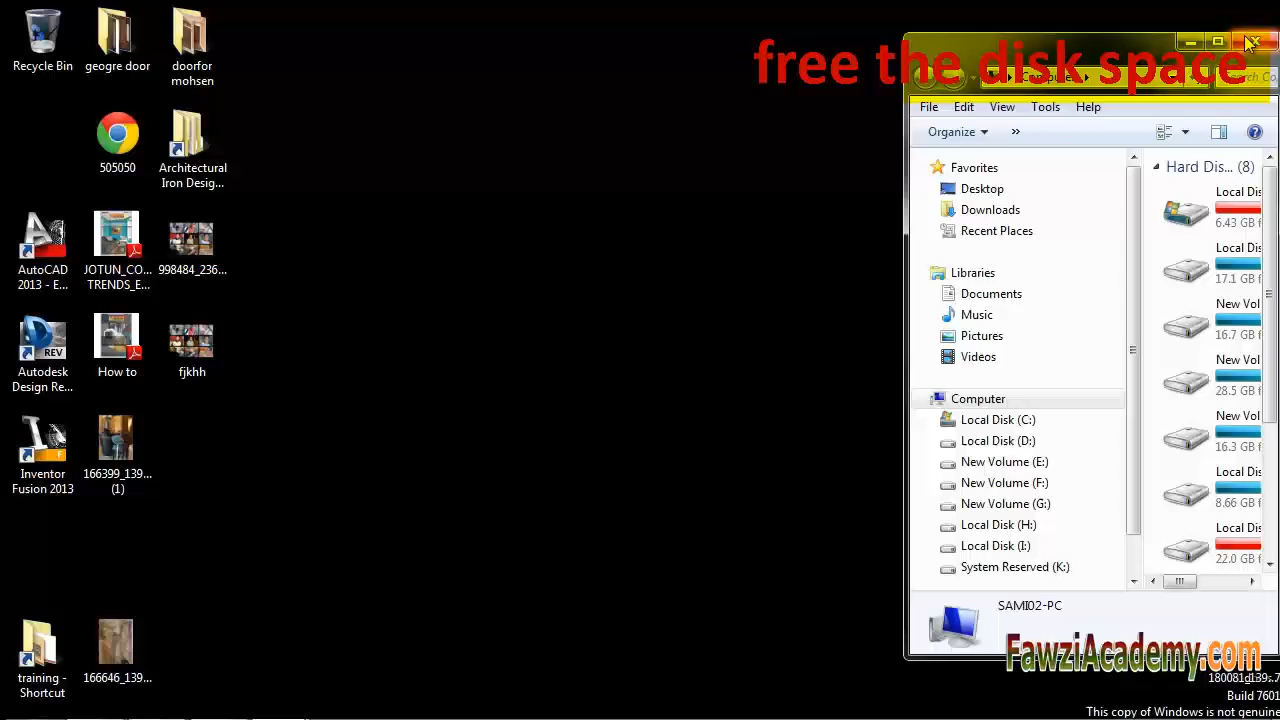 free the disk space
Recycle Bin
geogre door
doorfor
mohsen
505050
Architectural
Iron Desig...
AutoCAD
2013 - E...
JOTUN_CO...
TRENDS_E...
998484_236...
Autodesk
Design Re...
How to
fjkhh
Inventor
Fusion 2013
166399_139...
(1)
training -
Shortcut
166646_139...
Computer
Search Co
File Edit View Tools Help
Organize »
Favorites
Desktop
Downloads
Recent Places
Libraries
Documents
Music
Pictures
Videos
Computer
Local Disk (C:)
Local Disk (D:)
New Volume (E:)
New Volume (F:)
New Volume (G:)
Local Disk (H:)
Local Disk (I:)
System Reserved (K:)
Hard Dis... (8)
Local Dis
6.43 GB f
Local Dis
17.1 GB f
New Vol
16.7 GB f
New Vol
28.5 GB f
New Vol
16.3 GB f
Local Dis
8.66 GB f
Local Dis
22.0 GB f
SAMI02-PC
FawziAcademy.com
Build 7601
This copy of Windows is not genuine